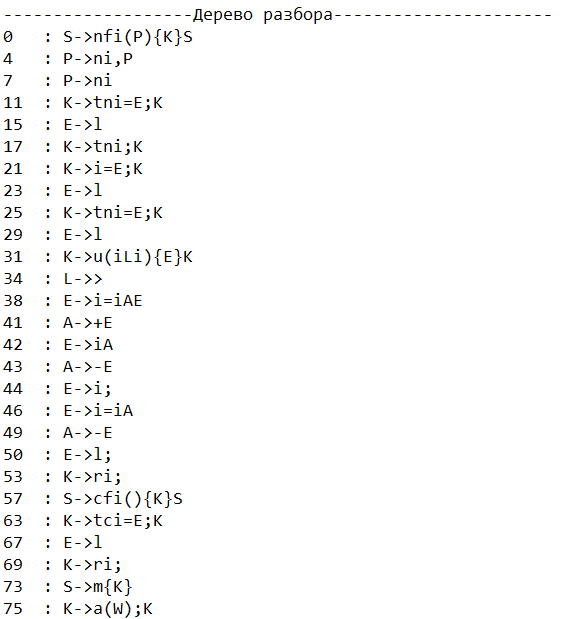 -------------------Дерево разбора----------------------
0   : S->nfi(P){K}S
4   : P->ni,P
7   : P->ni
11  : K->tni=E;K
15  : E->l
17  : K->tni;K
21  : K->i=E;K
23  : E->l
25  : K->tni=E;K
29  : E->l
31  : K->u(iLi){E}K
34  : L->>
38  : E->i=iAE
41  : A->+E
42  : E->iA
43  : A->-E
44  : E->i;
46  : E->i=iA
49  : A->-E
50  : E->l;
53  : K->ri;
57  : S->cfi(){K}S
63  : K->tci=E;K
67  : E->l
69  : K->ri;
73  : S->m{K}
75  : K->a(W);K